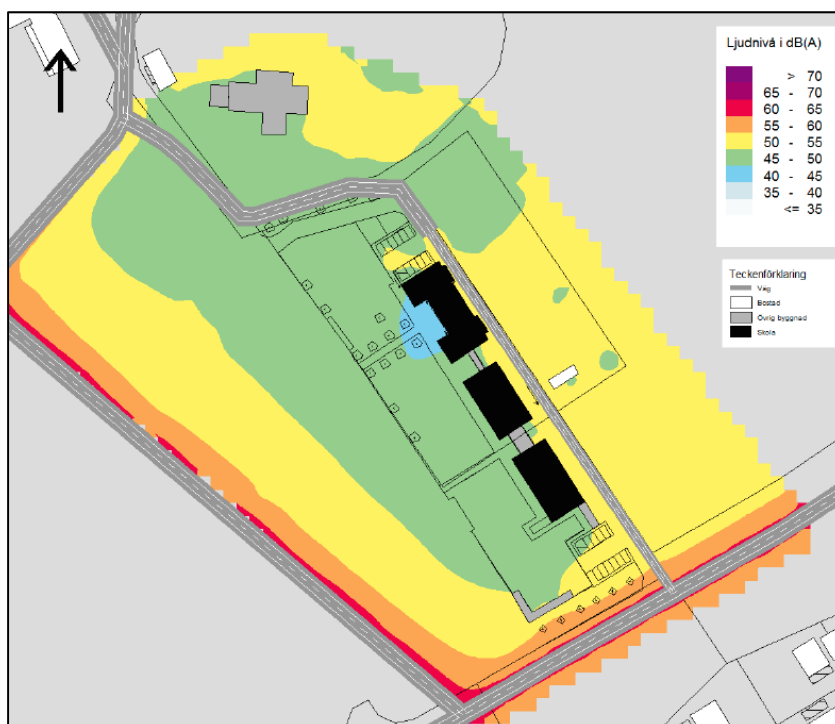 Ljudnivå i dB(A)
> 70
65 - 70
60 - 65
55 - 60
50 - 55
45 - 50
40 - 45
35 - 40
<= 35
Teckenförklaring
Väg
Bostad
Övrig byggnad
Skola